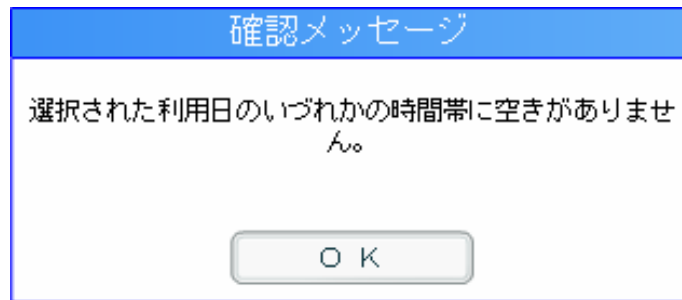 確認メッセージ
選択された利用日のいづれかの時間帯に空きがありませ
ん。
OK